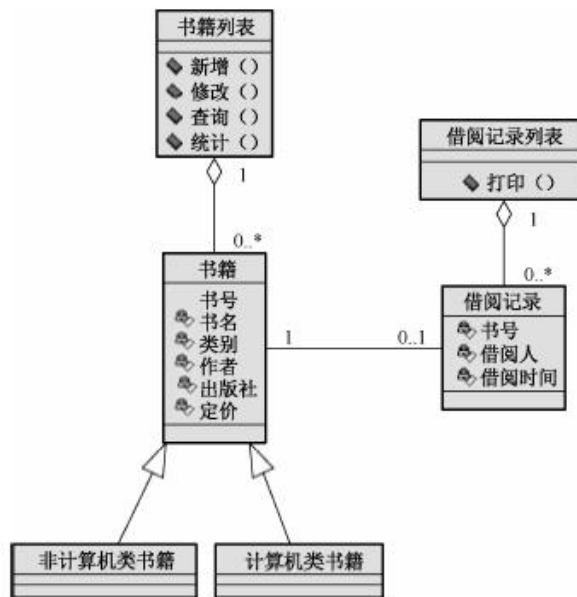 书籍列表
新增（）
修改（）
查询（）
统计（）
1
0..*
借阅记录列表
打印（）
1
0..*
书籍
书号
书名
类别
作者
出版社
定价
1
0..1
借阅记录
书号
借阅人
借阅时间
非计算机类书籍
计算机类书籍